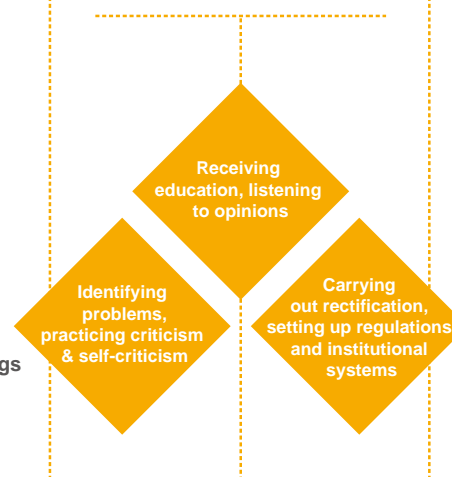 Receiving
education, listening
to opinions
Identifying
problems,
practicing criticism
& self-criticism
Carrying
out rectification,
setting up regulations
and institutional
systems
gs